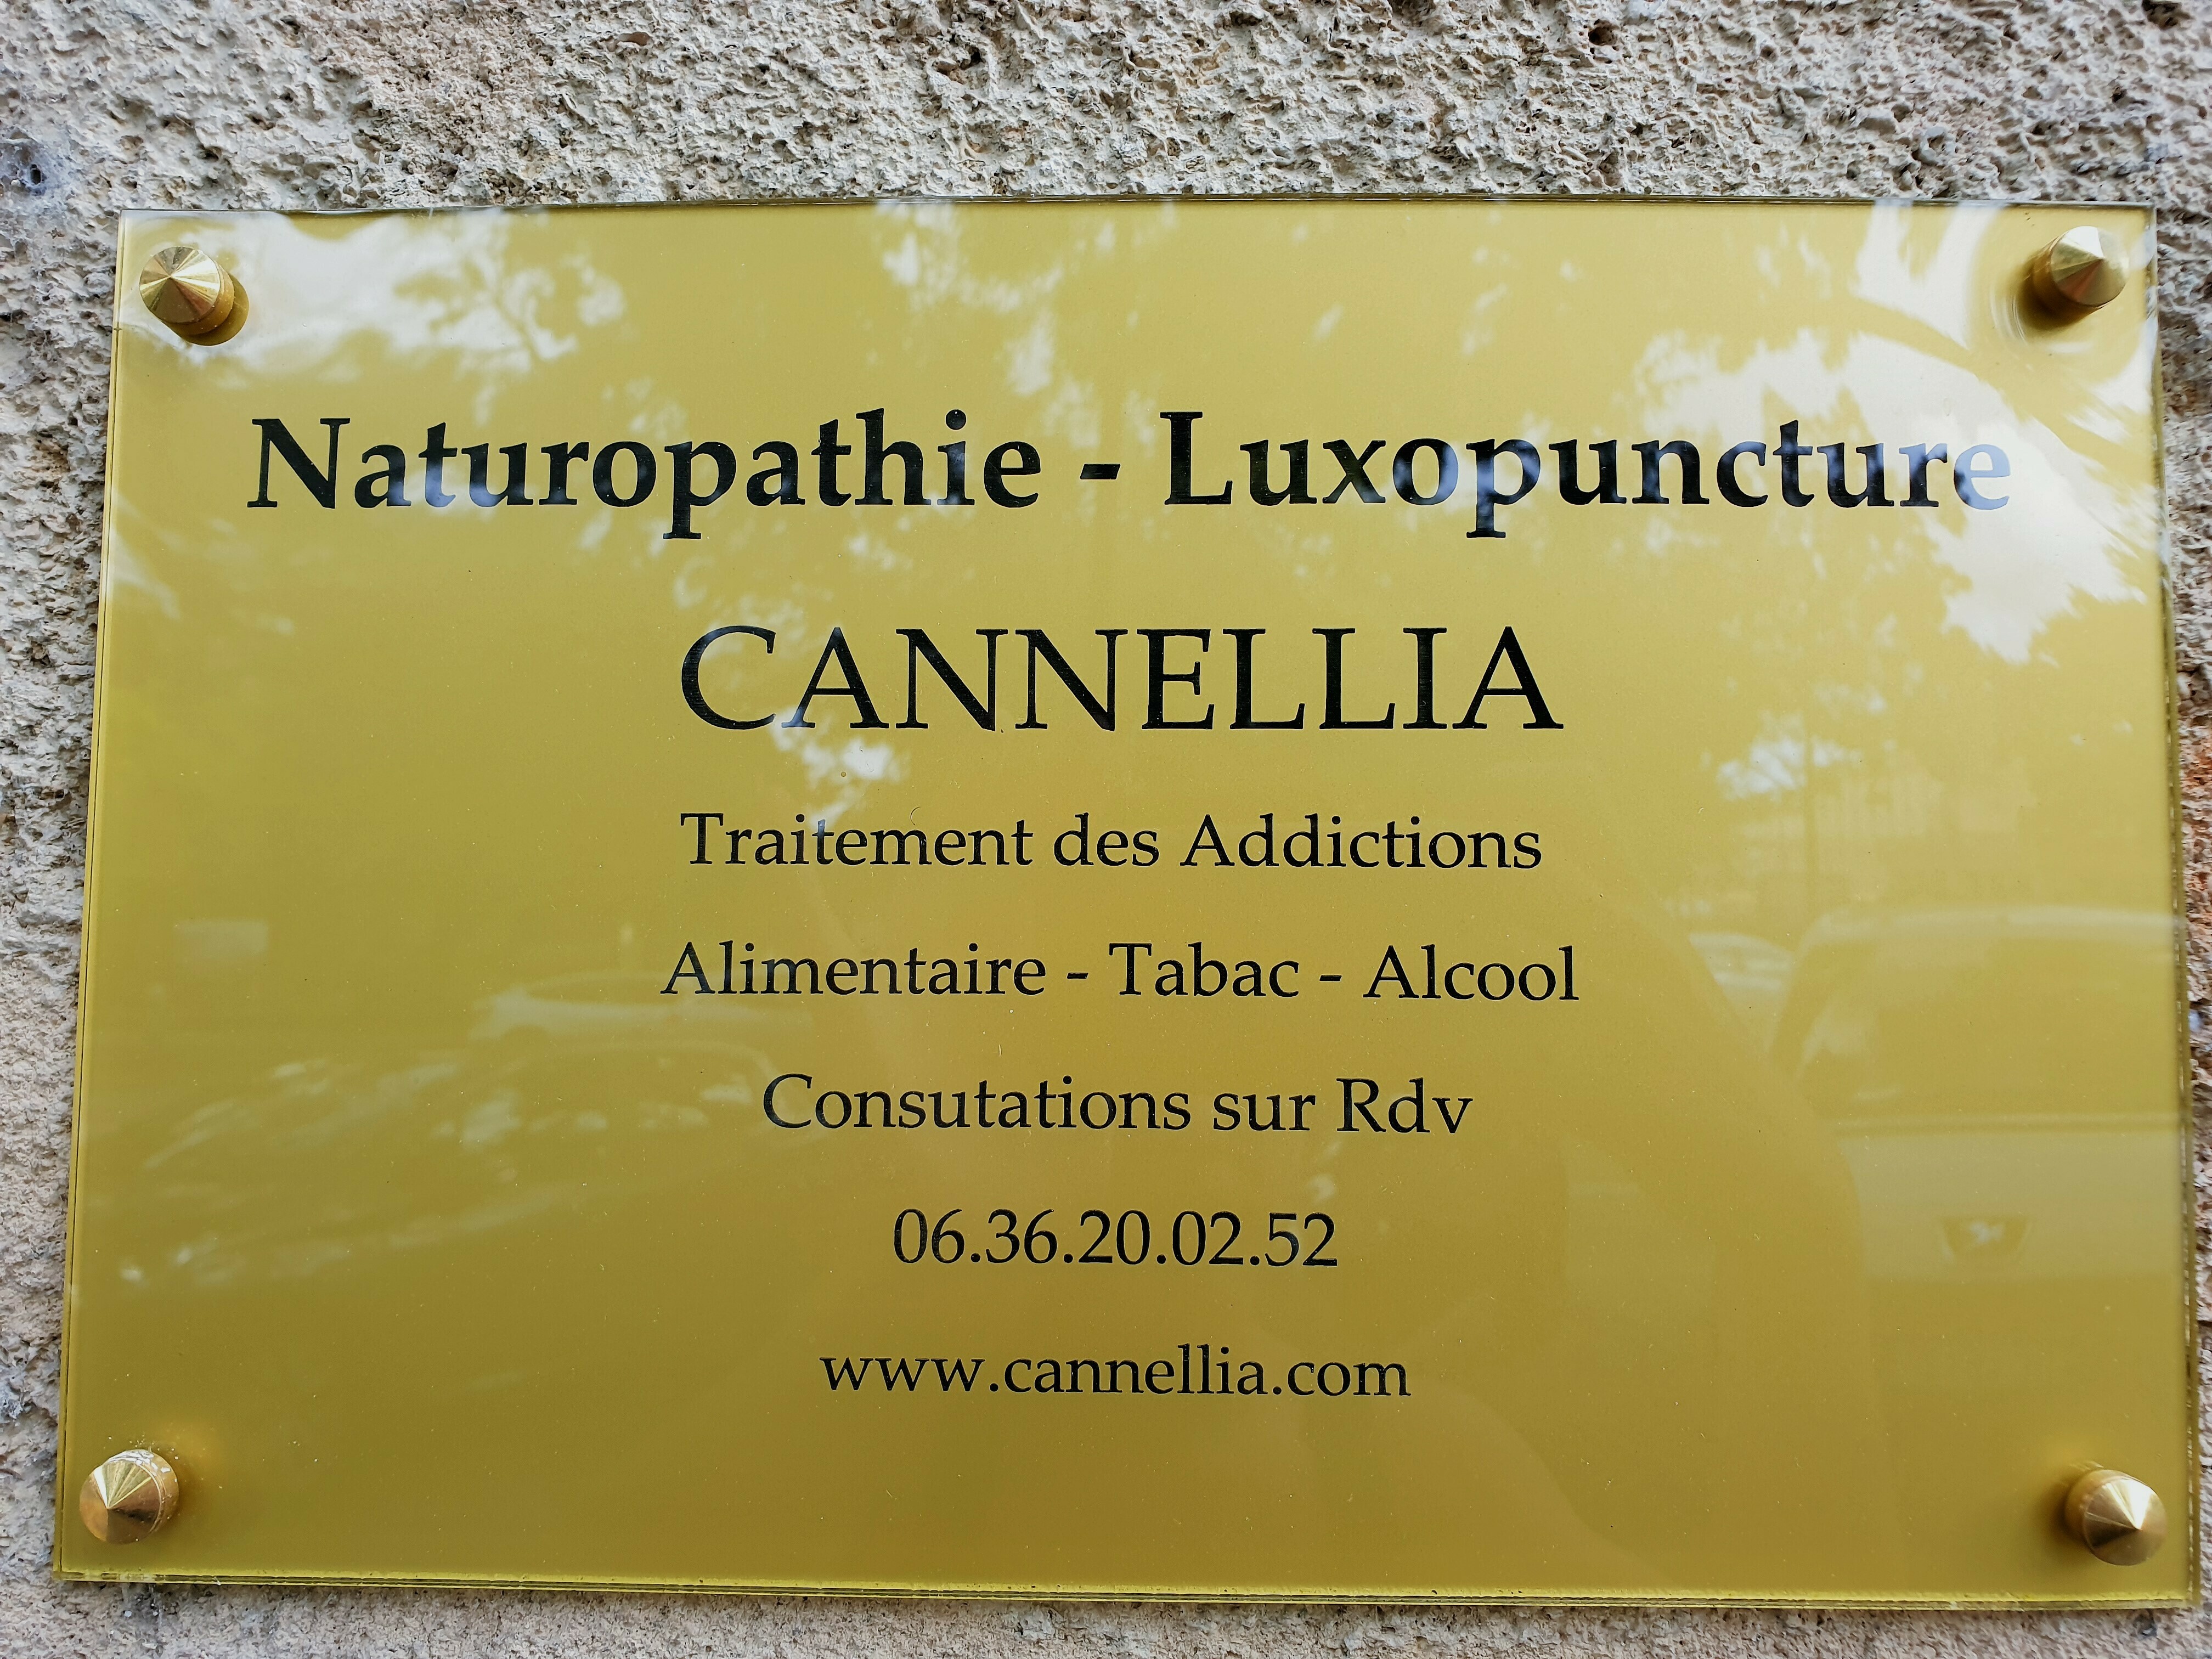 Naturopathie - Luxopuncture
CANNELLIA
Traitement des Addictions
Alimentaire - Tabac - Alcool
Consutations sur Rdv
06.36.20.02.52
www.cannellia.com